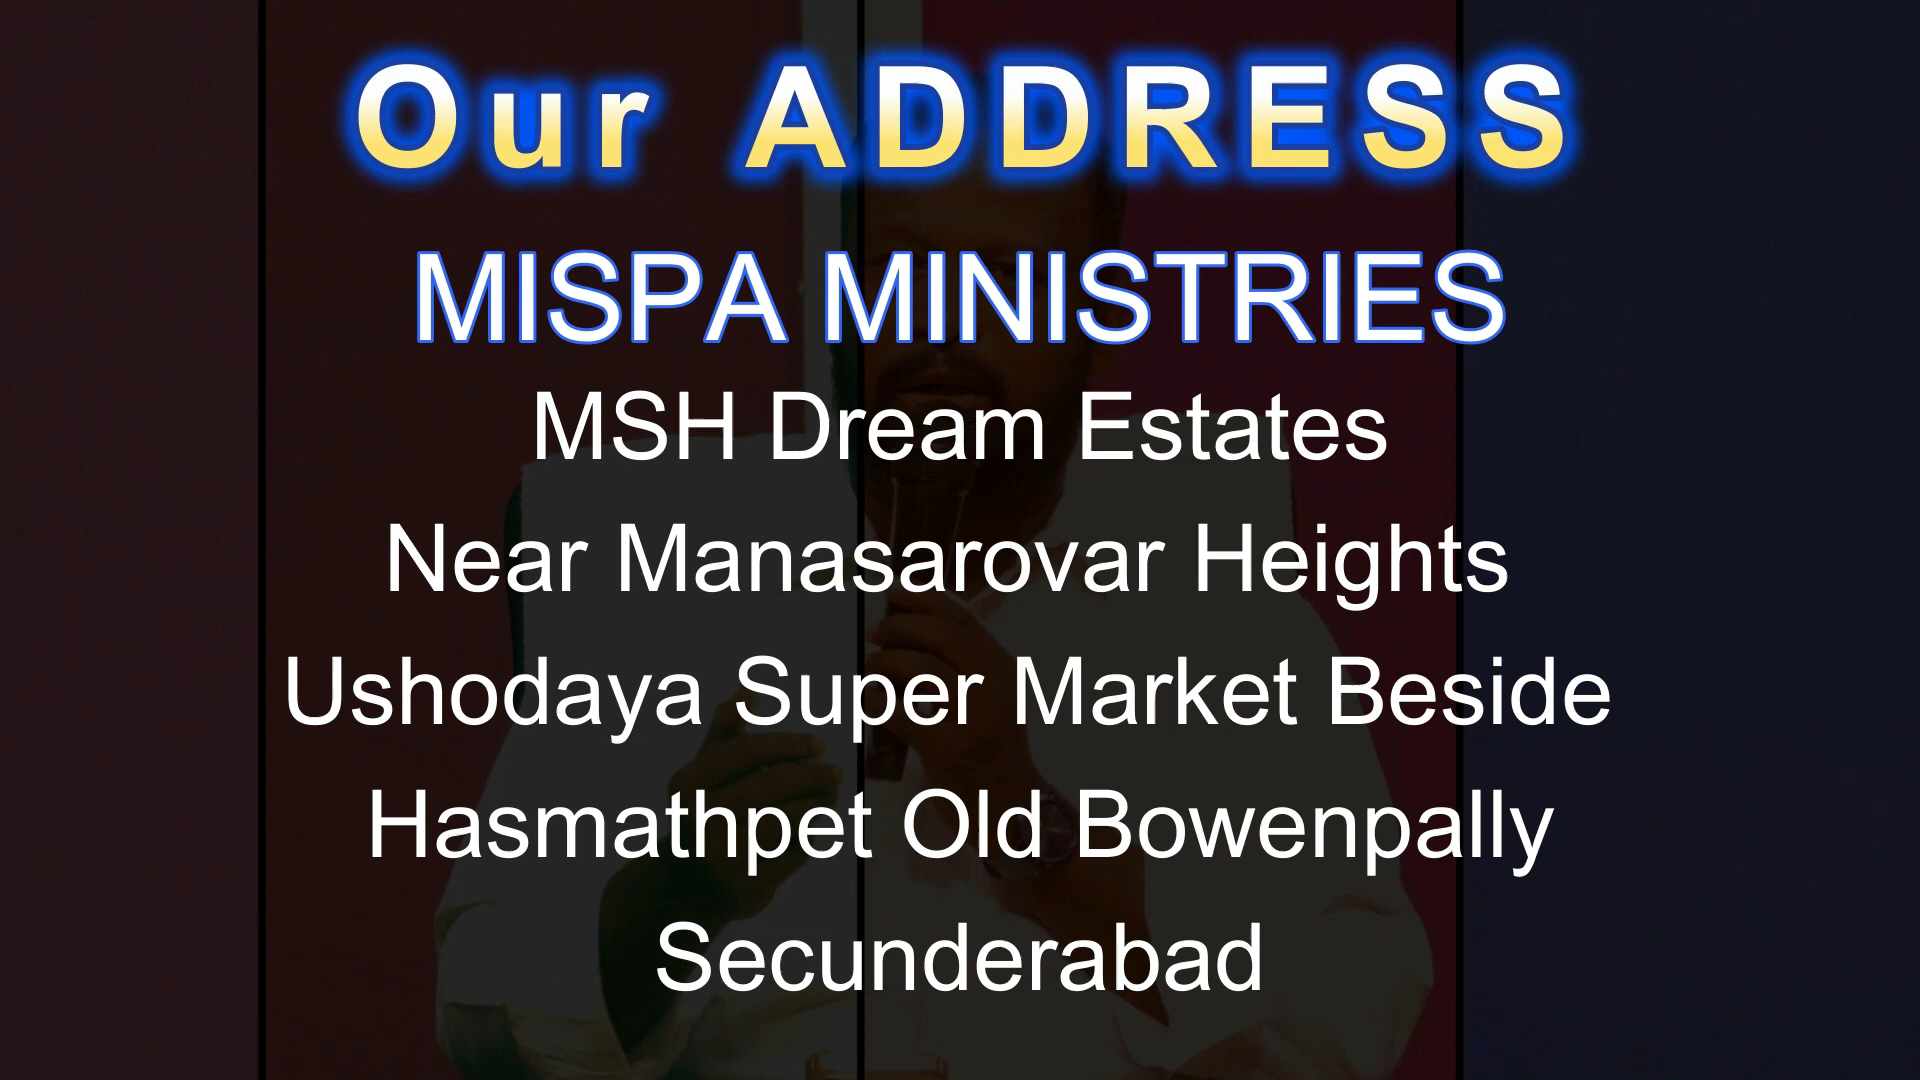 Our ADDRESS
MISPA MINISTRIES
MSH Dream Estates
Near Manasarovar Heights
Ushodaya Super Market Beside
Hasmathpet Old Bowenpally
Secunderabad